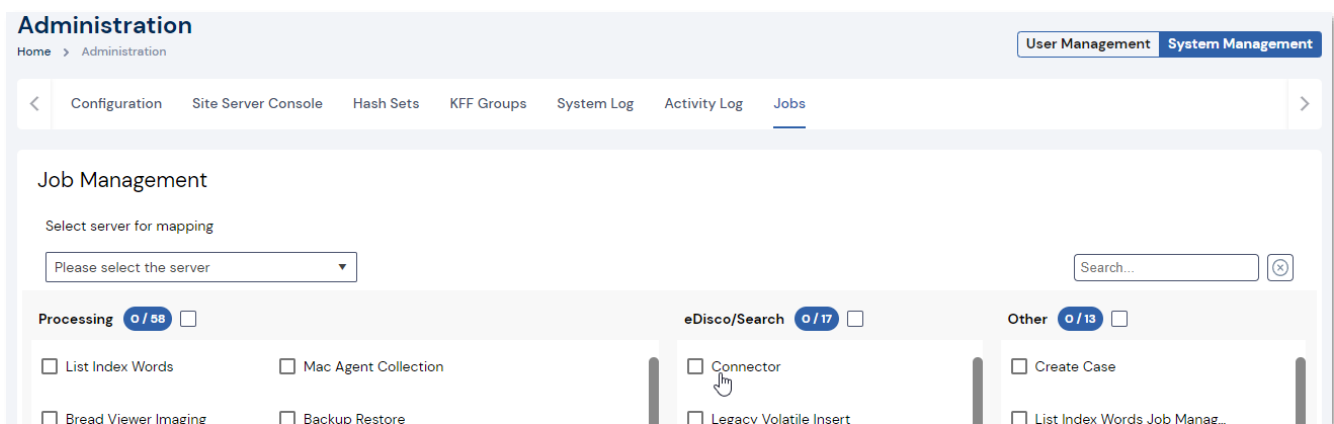 Administration
Home > Administration
User Management System Management
Configuration Site Server Console Hash Sets KFF Groups System Log Activity Log Jobs
Job Management
Select server for mapping
Please select the server
Search...
Processing 0 / 58
eDisco/Search 0 / 17
Other 0 / 13
List Index Words Mac Agent Collection Connector Create Case
Bread Viewer Imaging Backup Restore Legacy Volatile Insert List Index Words Job Manag...